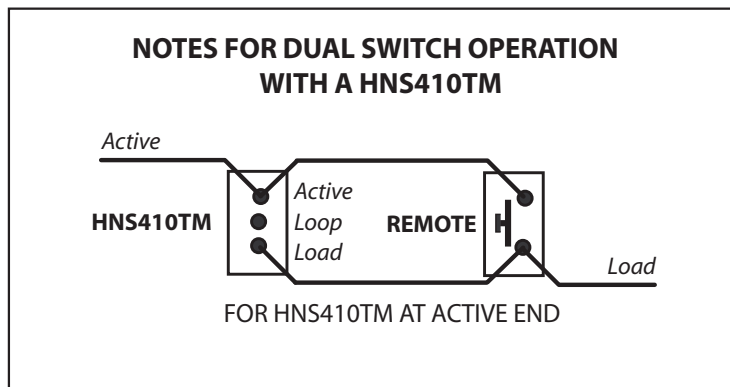 NOTES FOR DUAL SWITCH OPERATION
WITH A HNS410TM
Active
Active
HNS410TM
Loop
REMOTE
Load
Load
FOR HNS410TM AT ACTIVE END